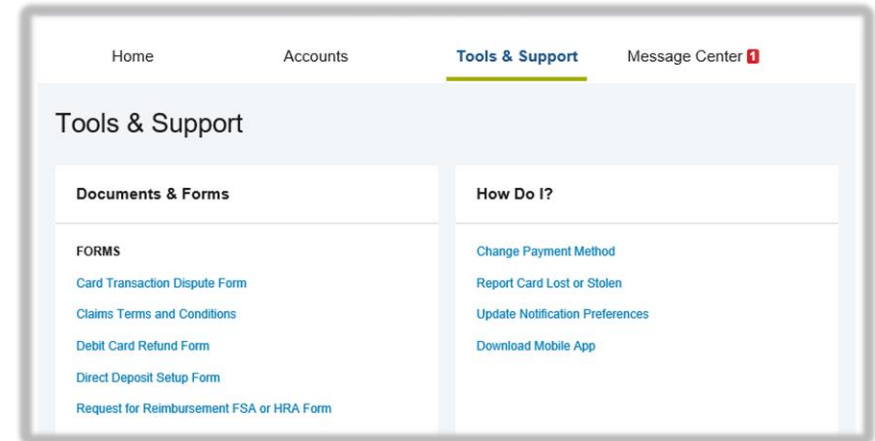 Home
Accounts
Tools & Support
Message Center 1
Tools & Support
Documents & Forms
FORMS
Card Transaction Dispute Form
Claims Terms and Conditions
Debit Card Refund Form
Direct Deposit Setup Form
Request for Reimbursement FSA or HRA Form
How Do I?
Change Payment Method
Report Card Lost or Stolen
Update Notification Preferences
Download Mobile App